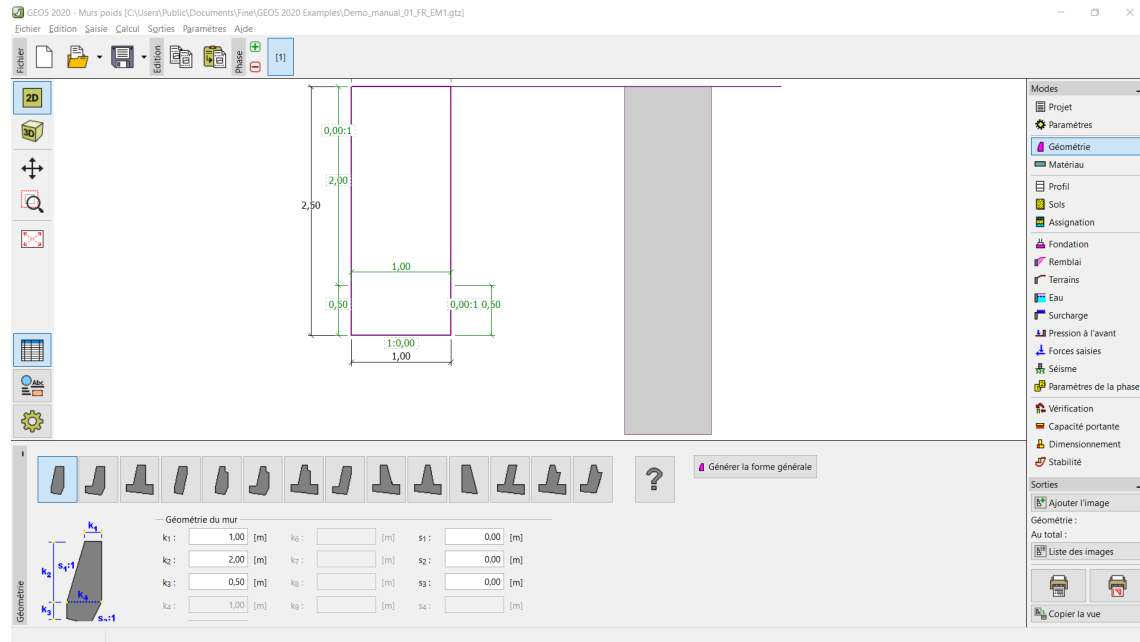 GEO5 2020 - Murs poids [C:\Users\Public\Documents\Fine\GEO5 2020 Examples\Demo_manual_01_FR_EM1.gtz]
Fichier Edition Saisie Calcul Sorties Paramètres Aide
Fichier
Edition
Phase
[1]
2D
3D
Abc
0,00:1
2,00
2,50
1,00
0,50
0,00:1 0,50
1:0,00
1,00
Modes
Projet
Paramètres
Géométrie
Matériau
Profil
Sols
Assignation
Fondation
Remblai
Terrains
Eau
Surcharge
Pression à l'avant
Forces saisies
Séisme
Paramètres de la phase
Vérification
Capacité portante
Dimensionnement
Stabilité
Sorties
Ajouter l'image
Géométrie :
Au total :
Liste des images
Copier la vue
Géométrie
?
Générer la forme générale
Géométrie du mur
k1 : 1,00 [m] k6 : [m] s1 : 0,00 [m]
k2 : 2,00 [m] k7 : [m] s2 : 0,00 [m]
k3 : 0,50 [m] k8 : [m] s3 : 0,00 [m]
k4 : 1,00 [m] k9 : [m] s4 : [m]
k1
k2
s1:1
k4
k3